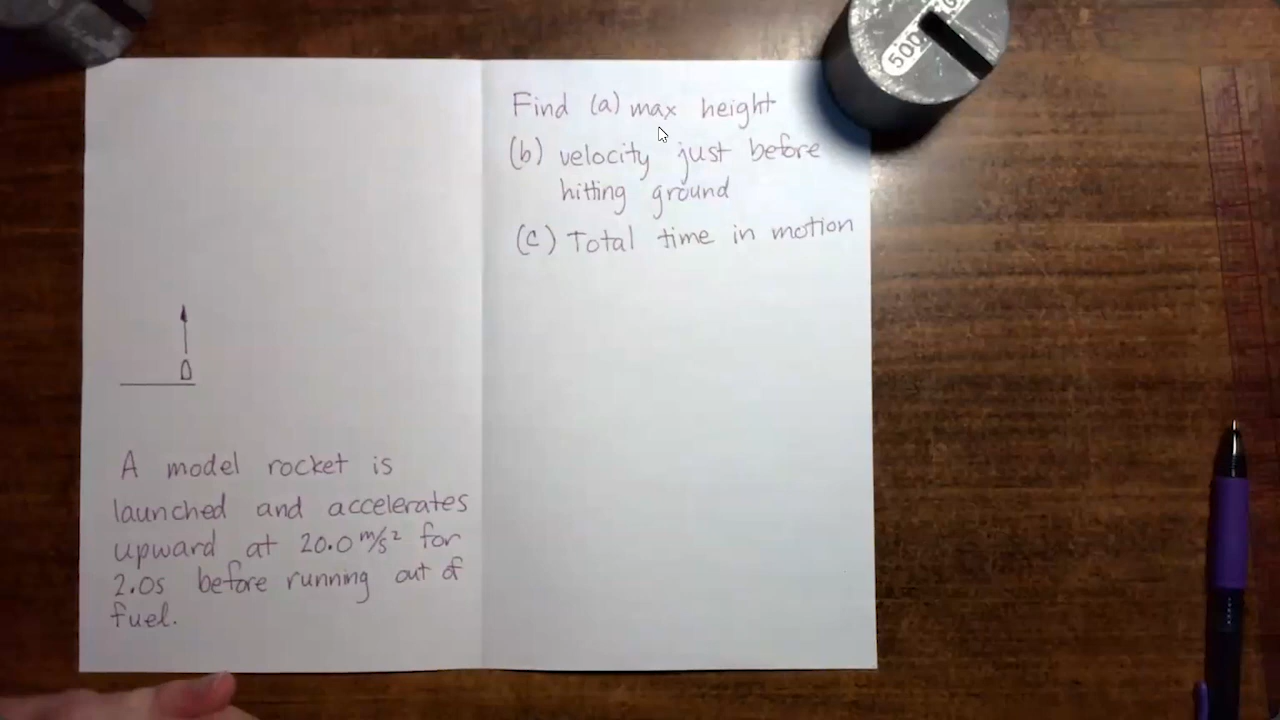 A model rocket is
launched and accelerates
upward at 20.0 m/s² for
2.0s before running out of
fuel.
Find (a) max height
(b) velocity just before
hitting ground
(c) Total time in motion